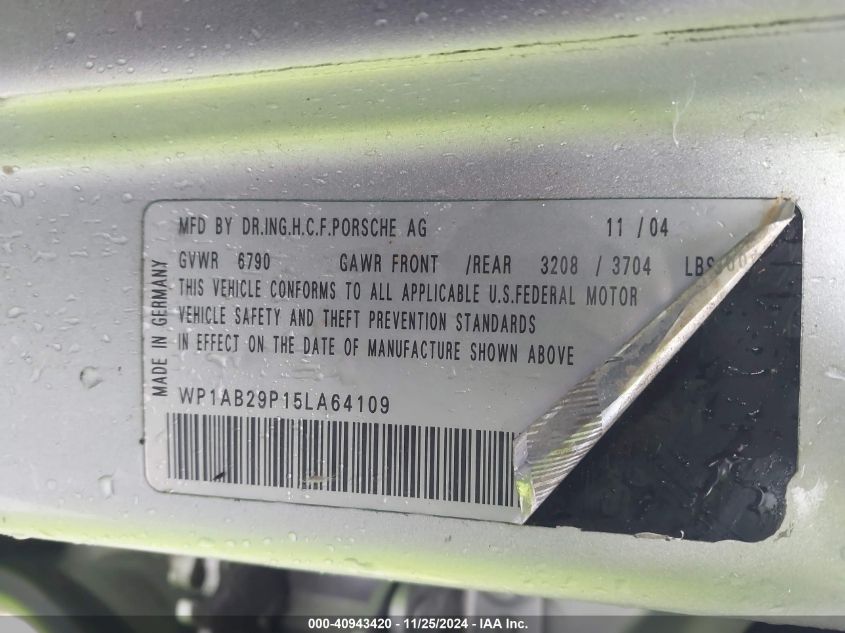 MFD BY DR.ING.H.C.F.PORSCHE AG 11 / 04
GVWR 6790 GAWR FRONT /REAR 3208 / 3704 LBS
THIS VEHICLE CONFORMS TO ALL APPLICABLE U.S.FEDERAL MOTOR
VEHICLE SAFETY AND THEFT PREVENTION STANDARDS
IN EFFECT ON THE DATE OF MANUFACTURE SHOWN ABOVE
WP1AB29P15LA64109
MADE IN GERMANY
000-40943420 - 11/25/2024 - IAA Inc.